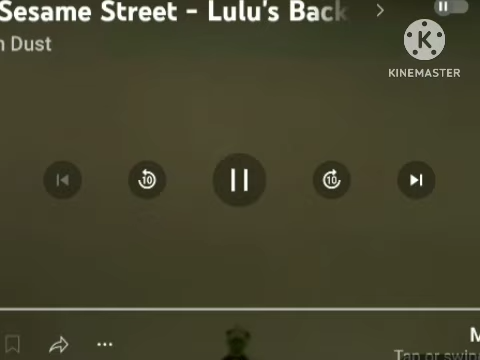 Sesame Street - Lulu's Back
n Dust
K
KINEMASTER
10
10
M
Tap or swip